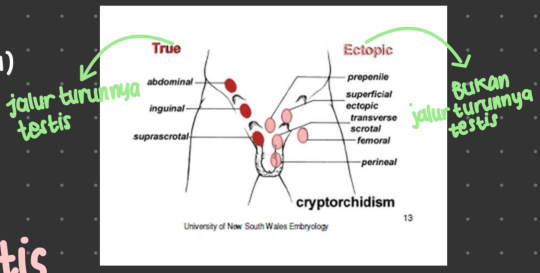 1)
True
Ectopic
jalur turunnya
testis
Bukan
jalur turunnya
testis
abdominal
inguinal
suprascrotal
prepenile
superficial
ectopic
transverse
scrotal
femoral
perineal
cryptorchidism
13
University of New South Wales Embryology
tis